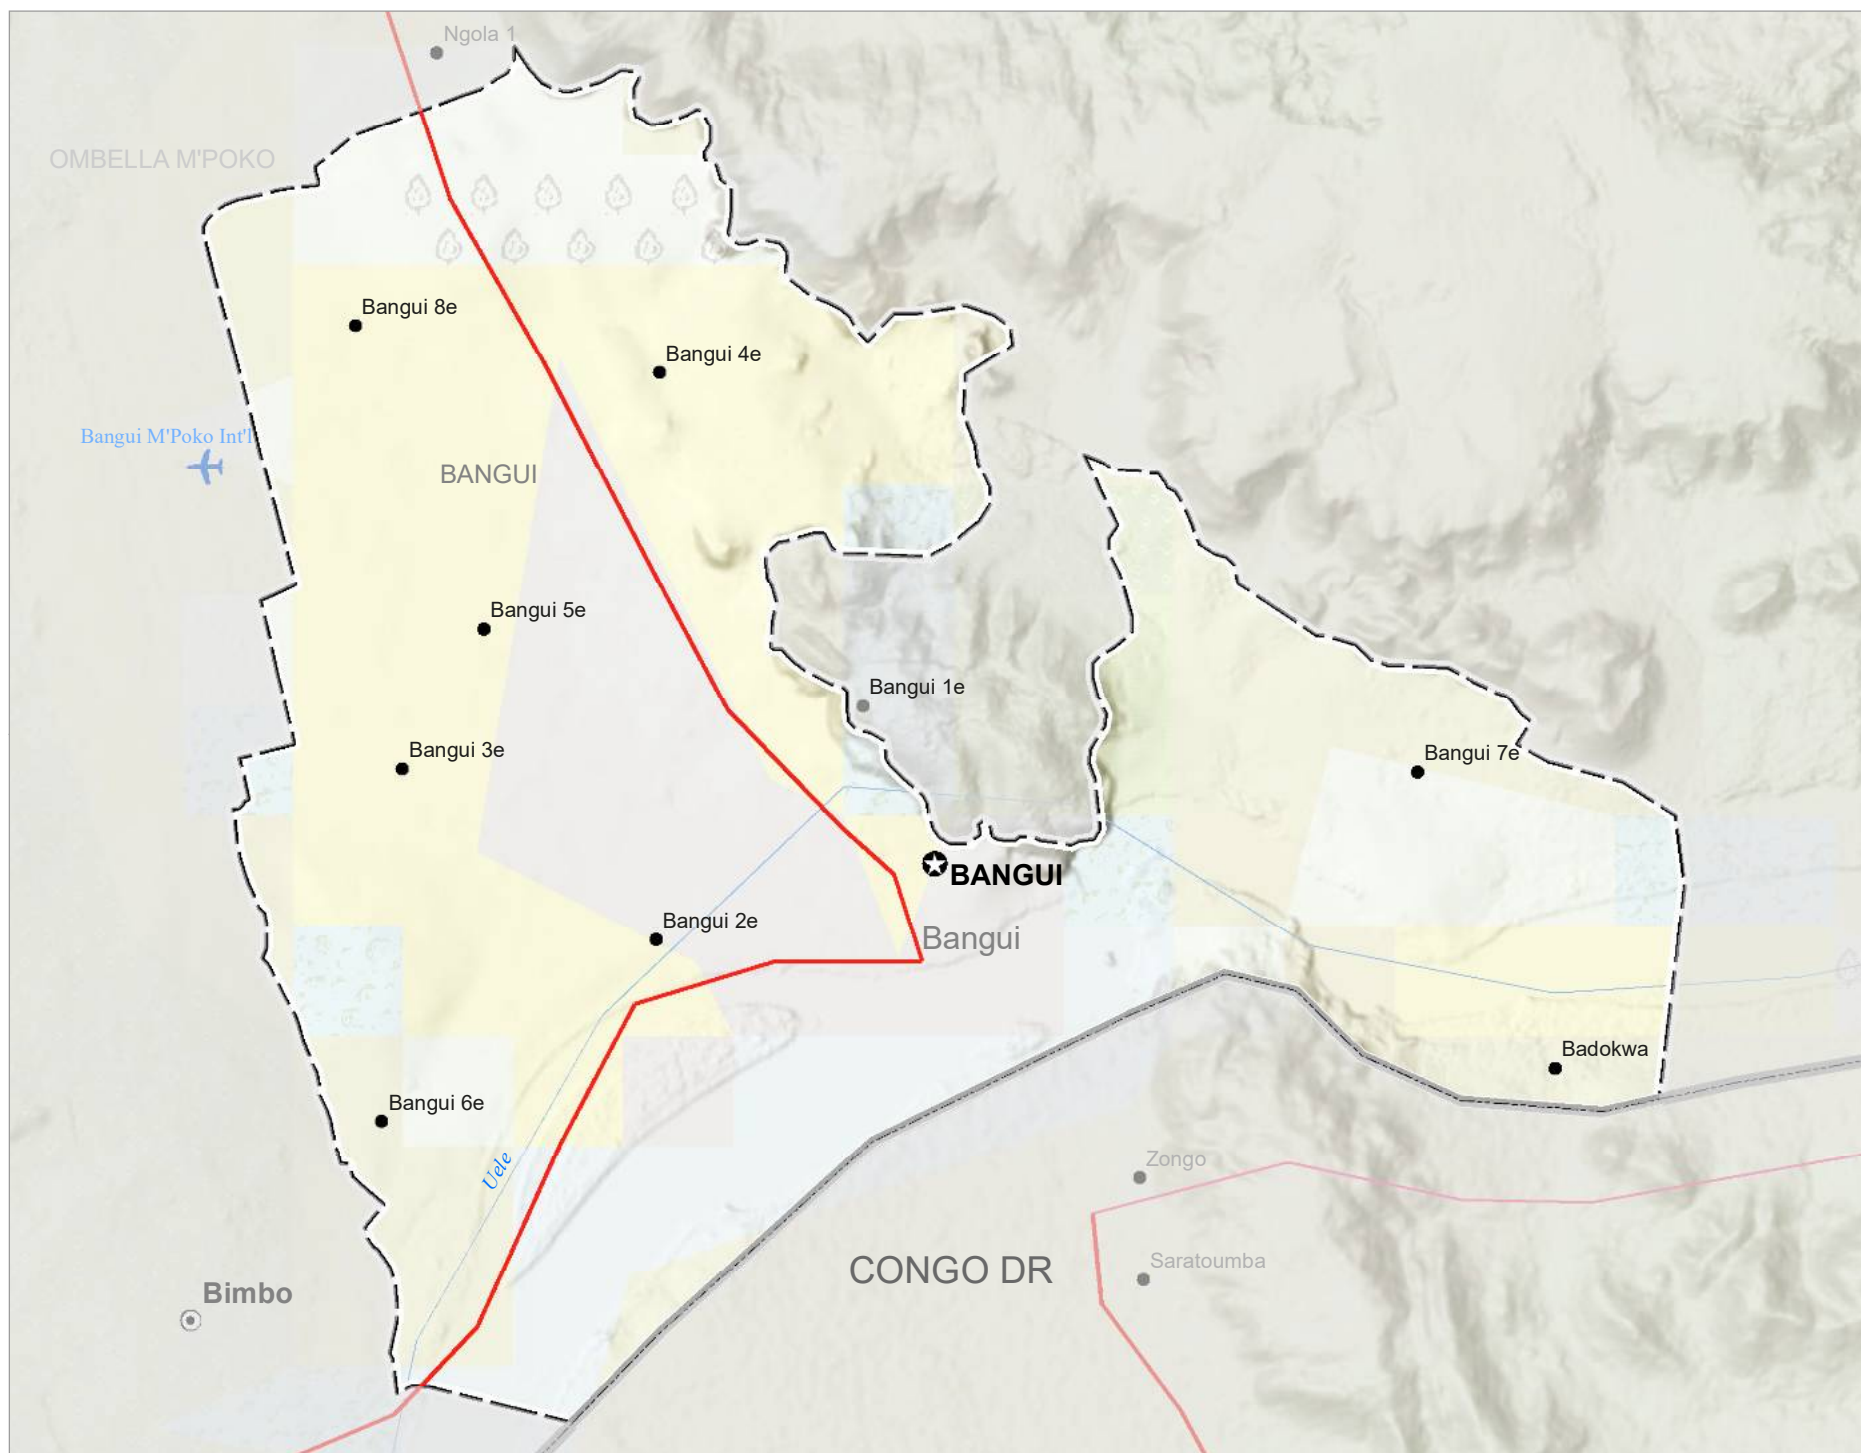 Ngola 1
OMBELLA M'POKO
Bangui 8e
Bangui 4e
Bangui M'Poko Int'l
BANGUI
Bangui 5e
Bangui 1e
Bangui 3e
Bangui 7e
BANGUI
Bangui 2e
Bangui
Badokwa
Bangui 6e
Uele
Zongo
Saratoumba
CONGO DR
Bimbo